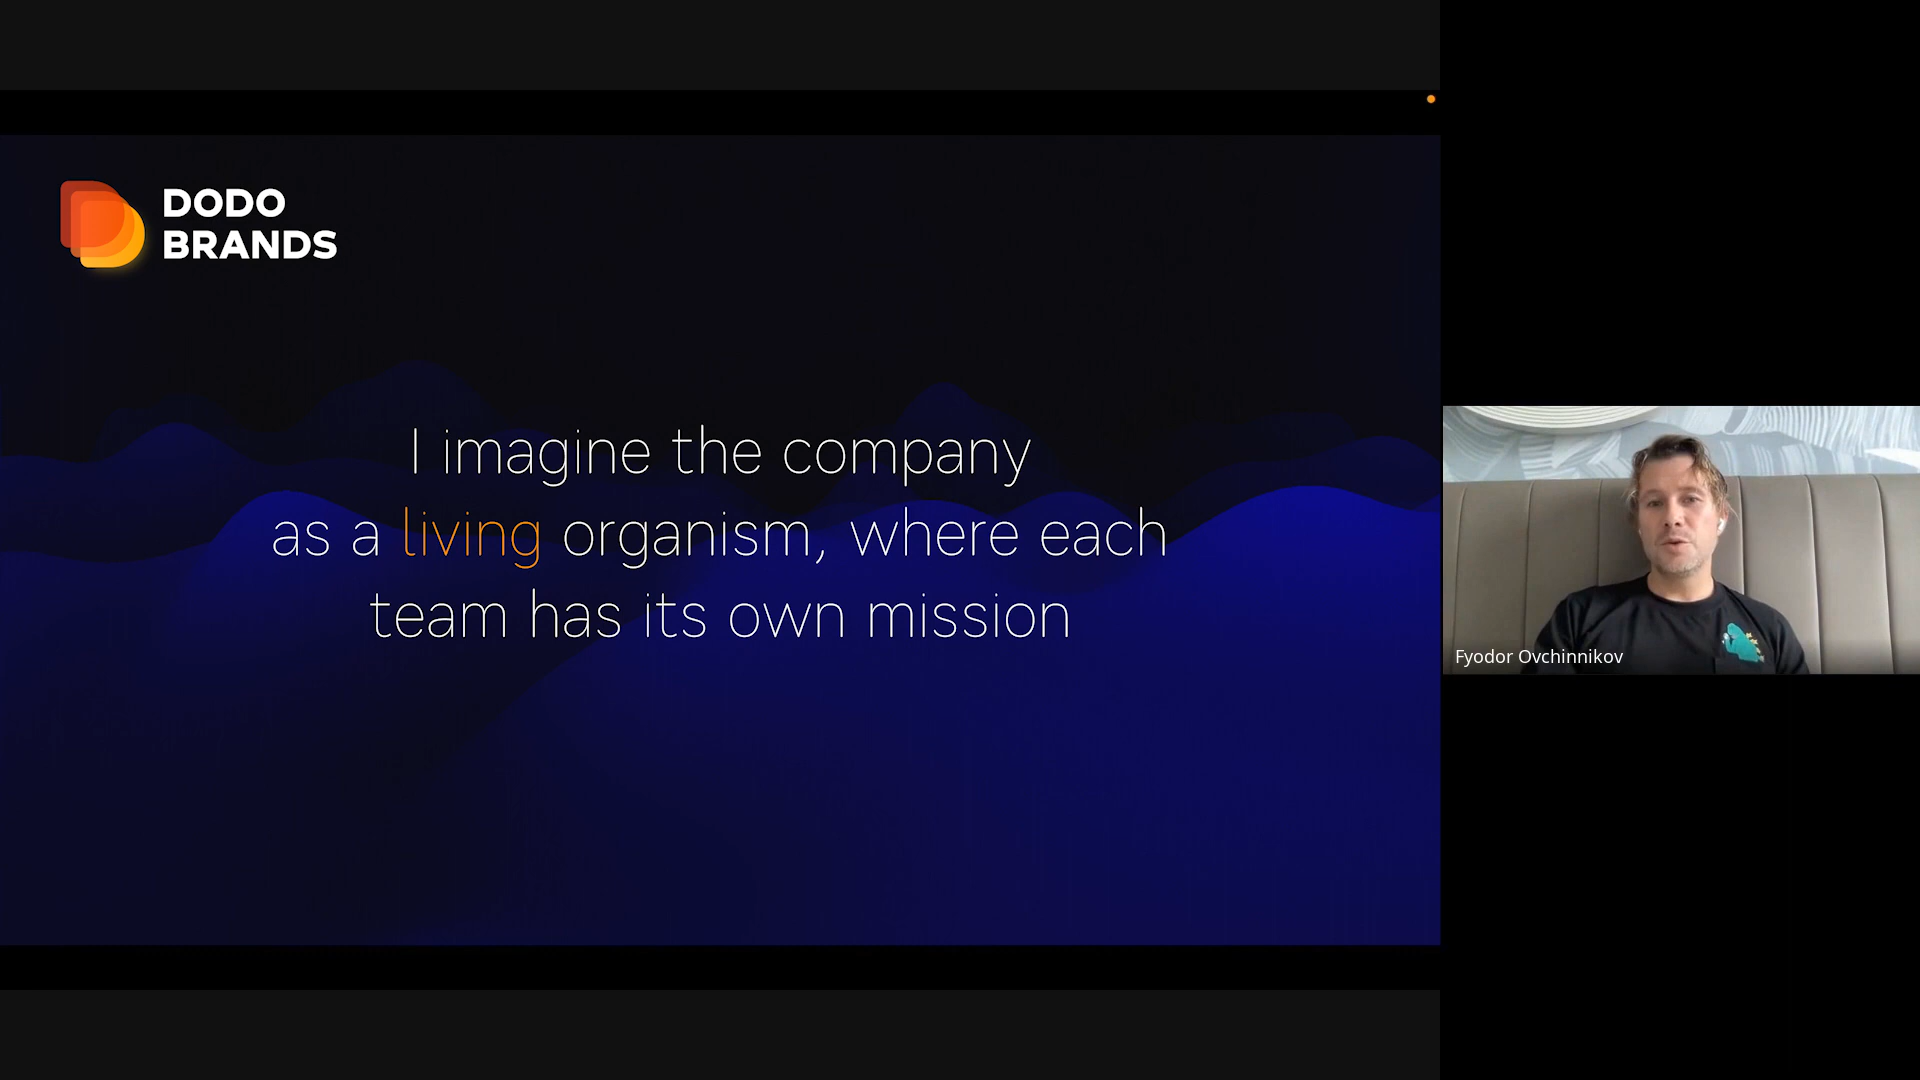 DODO
BRANDS
I imagine the company
as a living organism, where each
team has its own mission
Fyodor Ovchinnikov